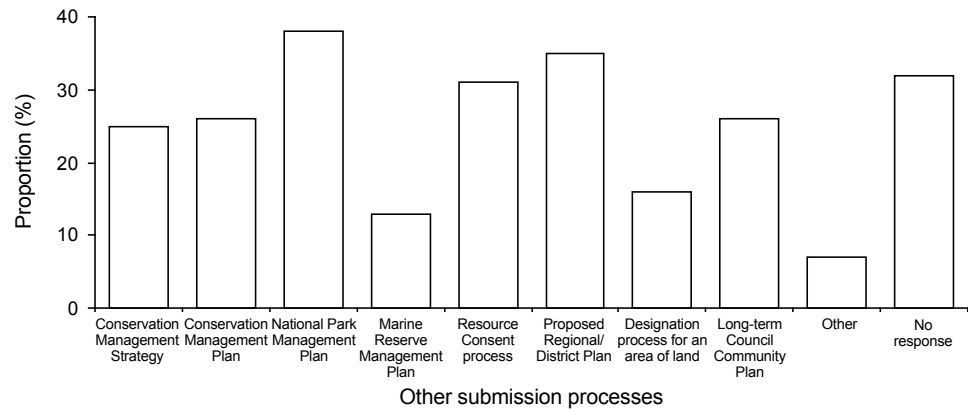 Proportion (%)
40
30
20
10
0
Conservation
Management
Strategy
Conservation
Management
Plan
National Park
Management
Plan
Marine
Reserve
Management
Plan
Resource
Consent
process
Proposed
Regional/
District Plan
Designation
process for an
area of land
Long-term
Council
Community
Plan
Other
No
response
Other submission processes